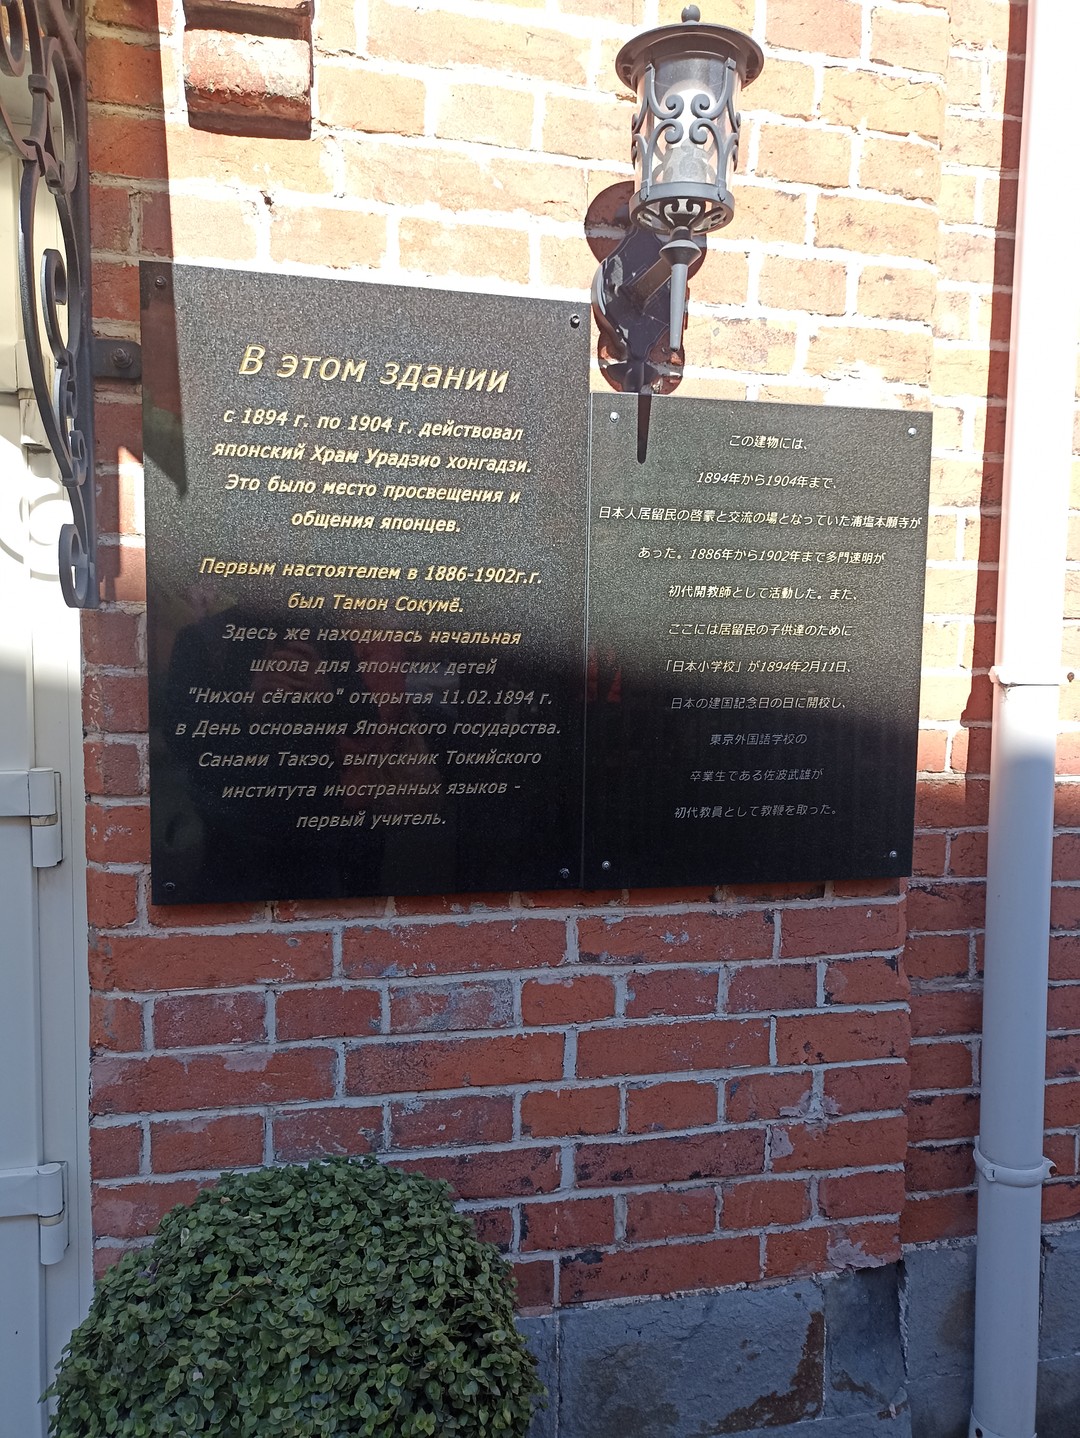 В этом здании
с 1894 г. по 1904 г. действовал
японский Храм Урадзио хонгадзи.
Это было место просвещения и
общения японцев.
Первым настоятелем в 1886-1902г.г.
был Тамон Сокумё.
Здесь же находилась начальная
школа для японских детей
"Нихон сёгакко" открытая 11.02.1894 г.
в День основания Японского государства.
Санами Такэо, выпускник Токийского
института иностранных языков -
первый учитель.
この建物には、
1894年から1904年まで、
日本人居留民の啓蒙と交流の場となっていた浦塩本願寺が
あった。1886年から1902年まで多門速明が
初代開教師として活動した。また、
ここには居留民の子供達のために
「日本小学校」が1894年2月11日、
日本の建国記念日の日に開校し、
東京外国語学校の
卒業生である佐波武雄が
初代教員として教鞭を取った。